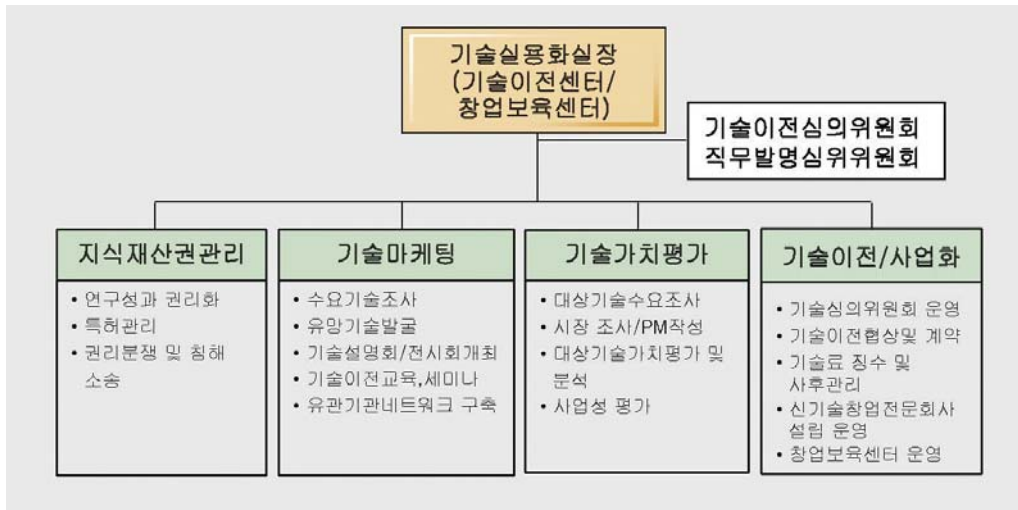 기술실용화실장
(기술이전센터/
창업보육센터)
기술이전심의위원회
직무발명심위위원회
지식재산권관리
• 연구성과 권리화
• 특허관리
• 권리분쟁 및 침해
소송
기술마케팅
• 수요기술조사
• 유망기술발굴
• 기술설명회/전시회개최
• 기술이전교육,세미나
• 유관기관네트워크 구축
기술가치평가
• 대상기술수요조사
• 시장 조사/PM작성
• 대상기술가치평가 및
분석
• 사업성 평가
기술이전/사업화
• 기술심의위원회 운영
• 기술이전협상및 계약
• 기술료 징수 및
사후관리
• 신기술창업전문회사
설립 운영
• 창업보육센터 운영